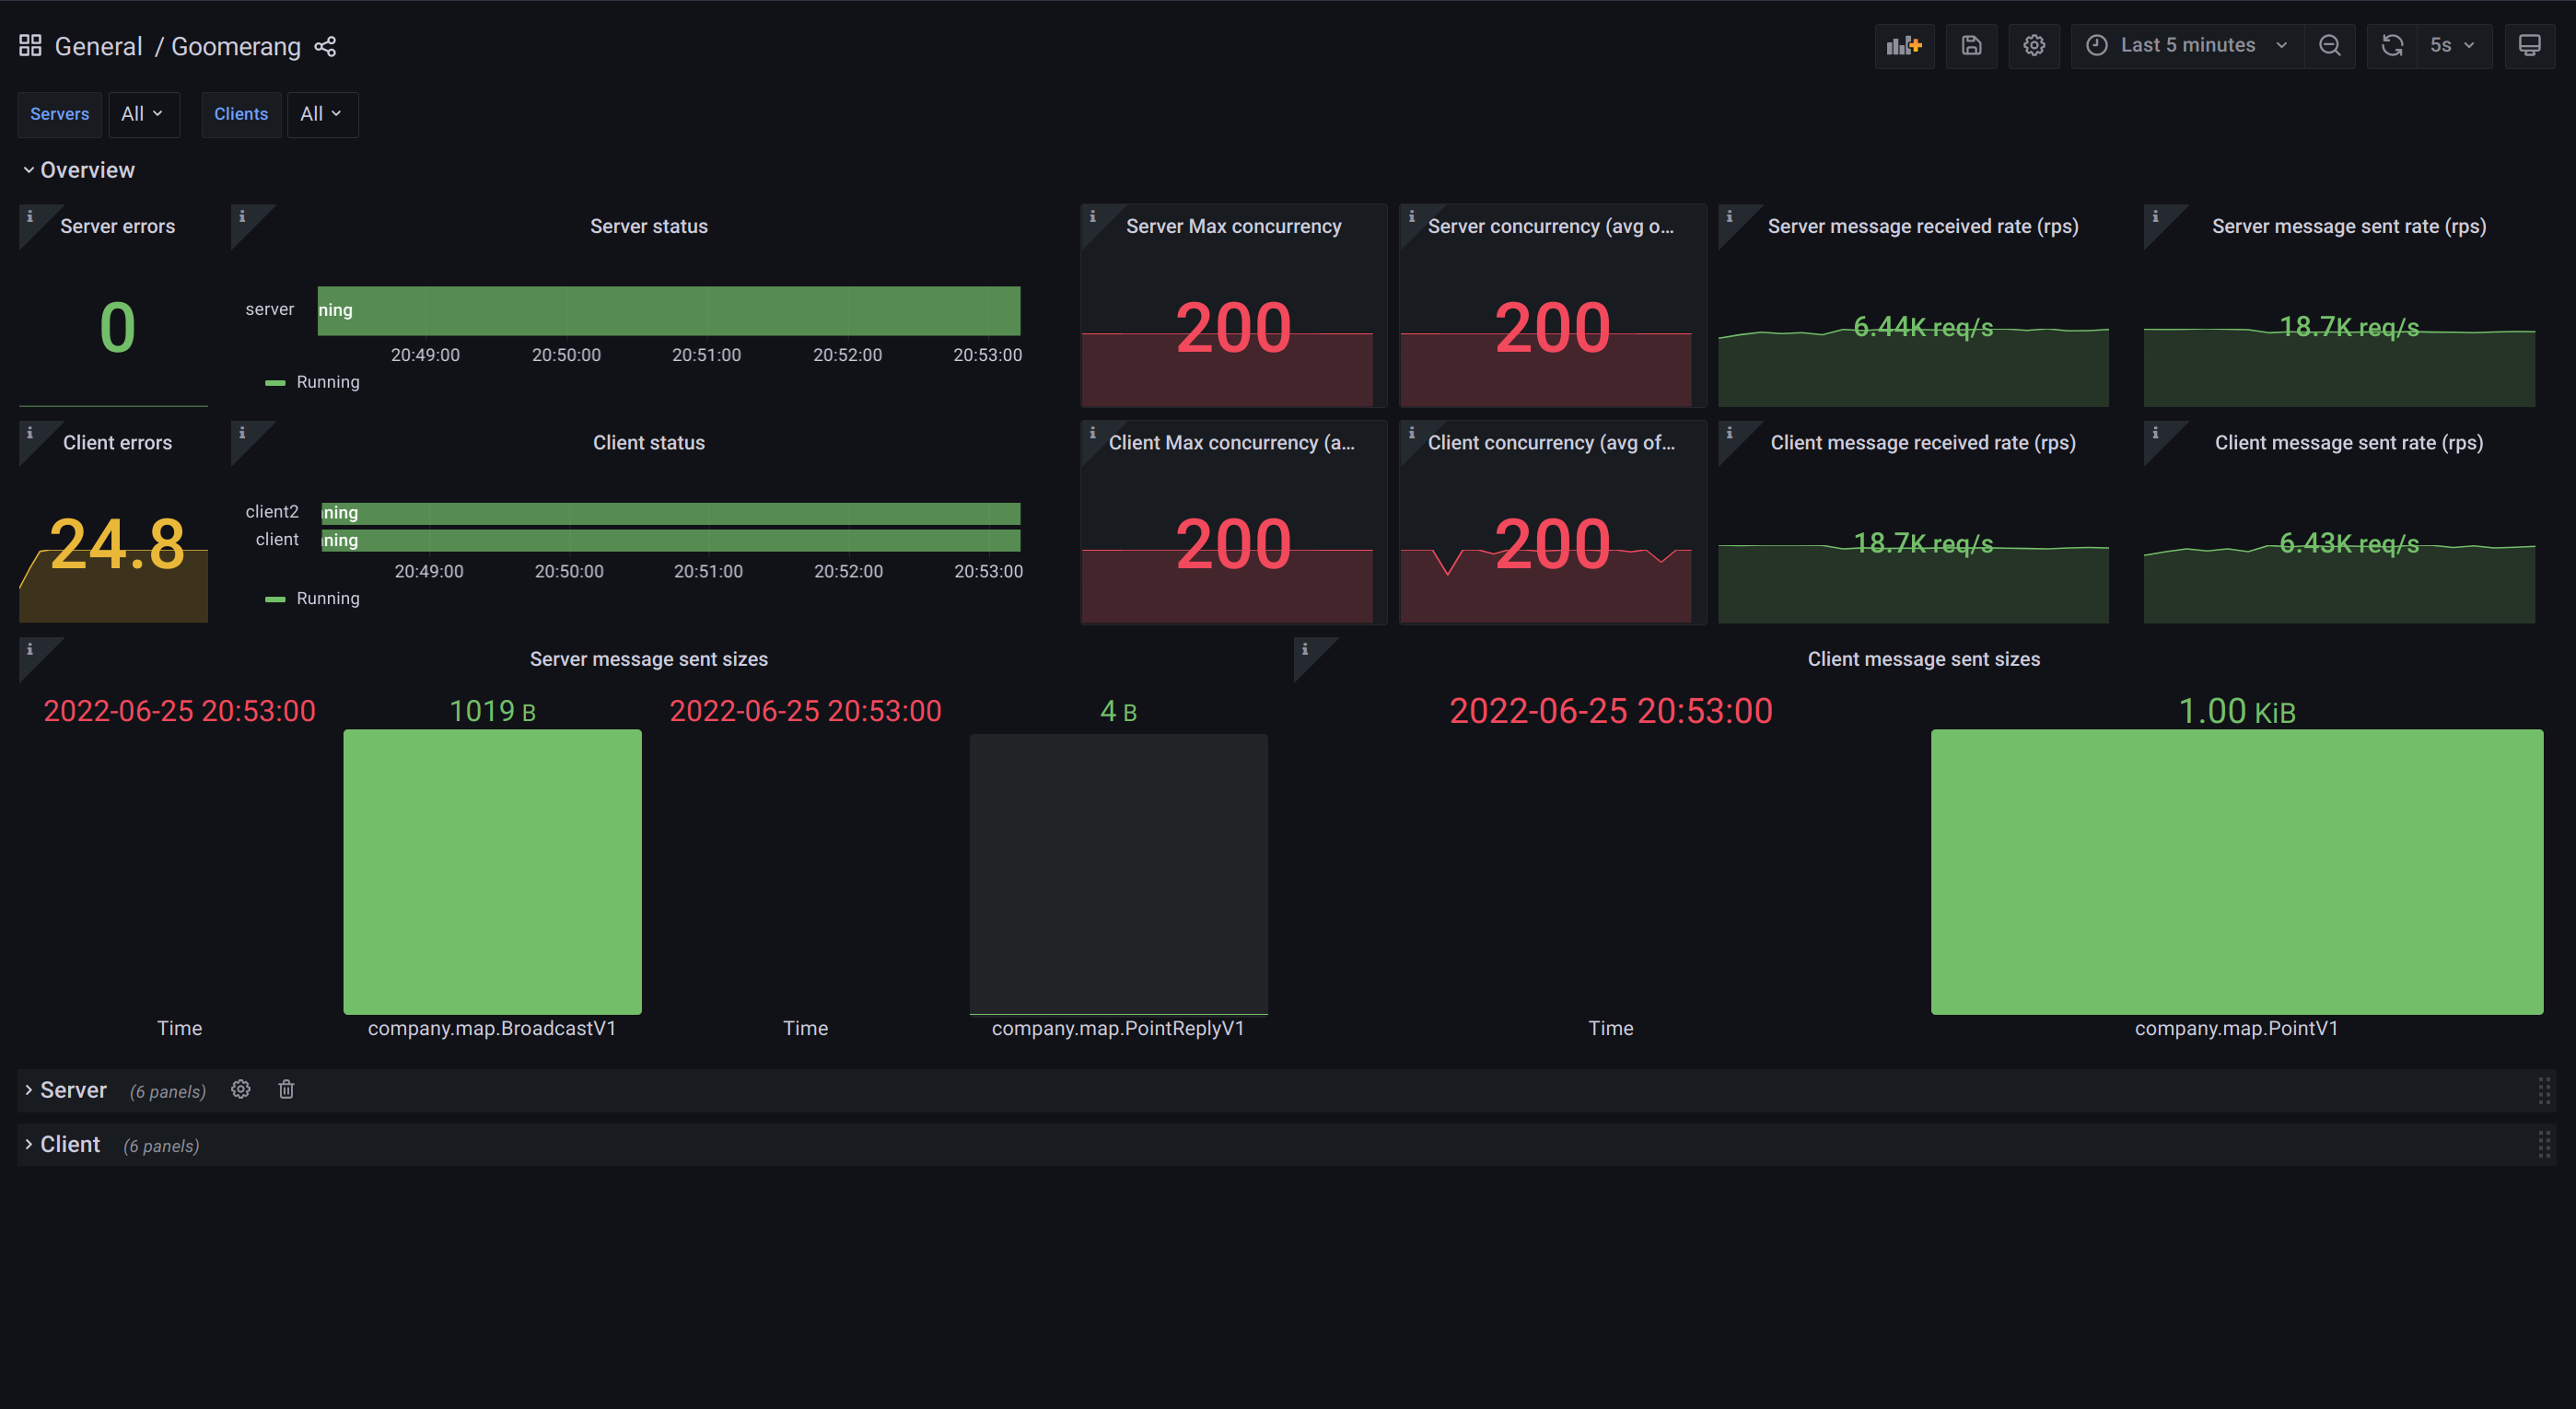 General / Goomerang
Last 5 minutes
5s
Servers All Clients All
Overview
Server errors
0
Server status
server
ning
20:49:00 20:50:00 20:51:00 20:52:00 20:53:00
Running
Server Max concurrency
200
Server concurrency (avg o...
200
Server message received rate (rps)
6.44K req/s
Server message sent rate (rps)
18.7K req/s
Client errors
24.8
Client status
client2
ning
client
ning
20:49:00 20:50:00 20:51:00 20:52:00 20:53:00
Running
Client Max concurrency (a...
200
Client concurrency (avg of...
200
Client message received rate (rps)
18.7K req/s
Client message sent rate (rps)
6.43K req/s
Server message sent sizes
2022-06-25 20:53:00 1019 B 2022-06-25 20:53:00 4 B
Time company.map.BroadcastV1 Time company.map.PointReplyV1
Client message sent sizes
2022-06-25 20:53:00 1.00 KiB
Time company.map.PointV1
Server (6 panels)
Client (6 panels)